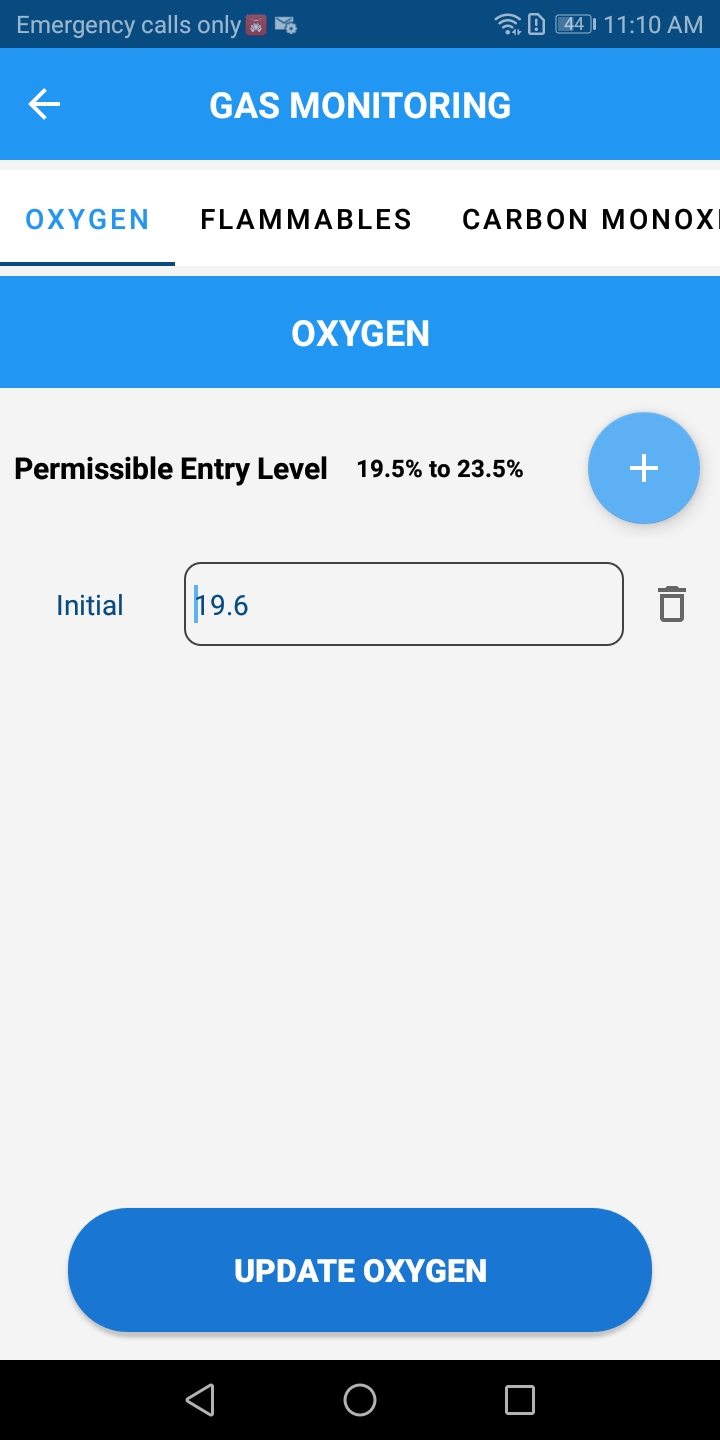 Emergency calls only 44 11:10 AM
GAS MONITORING
OXYGEN FLAMMABLES CARBON MONOXI
OXYGEN
Permissible Entry Level 19.5% to 23.5%
Initial 19.6
UPDATE OXYGEN